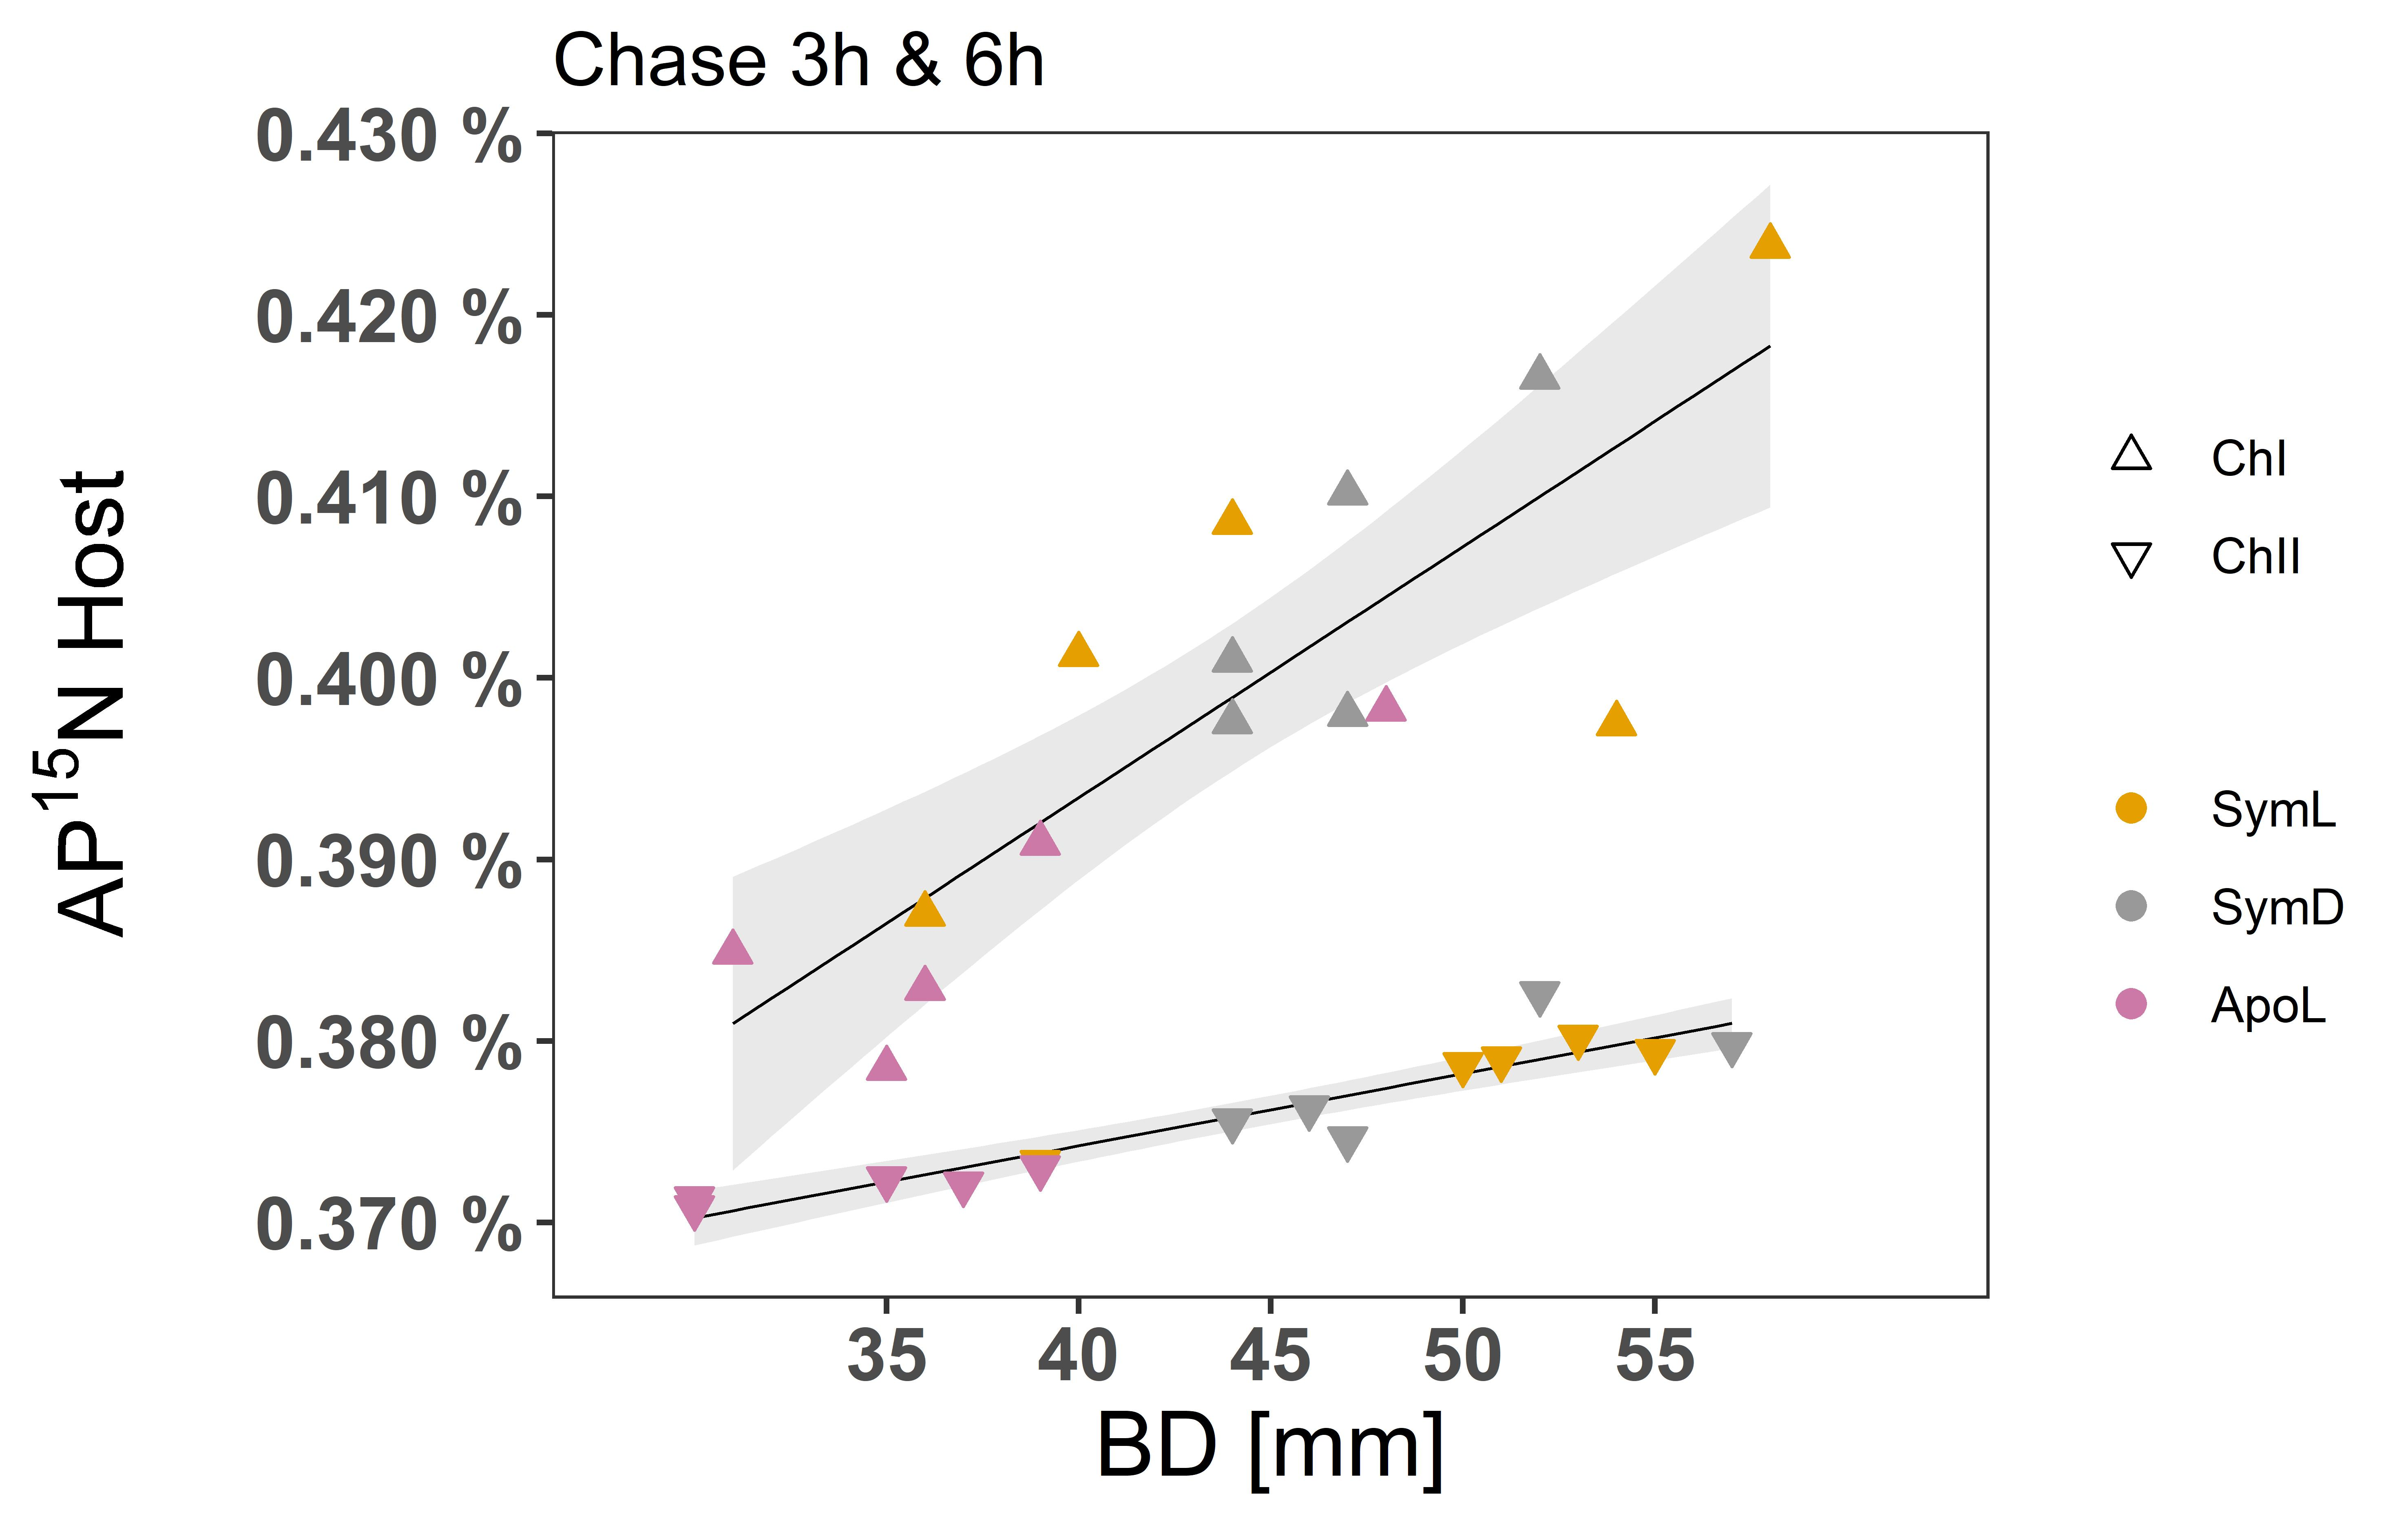 Chase 3h & 6h
0.430 %
0.420 %
0.410 %
0.400 %
0.390 %
0.380 %
0.370 %
AP15N Host
35 40 45 50 55
BD [mm]
ChI
ChII
SymL
SymD
ApoL